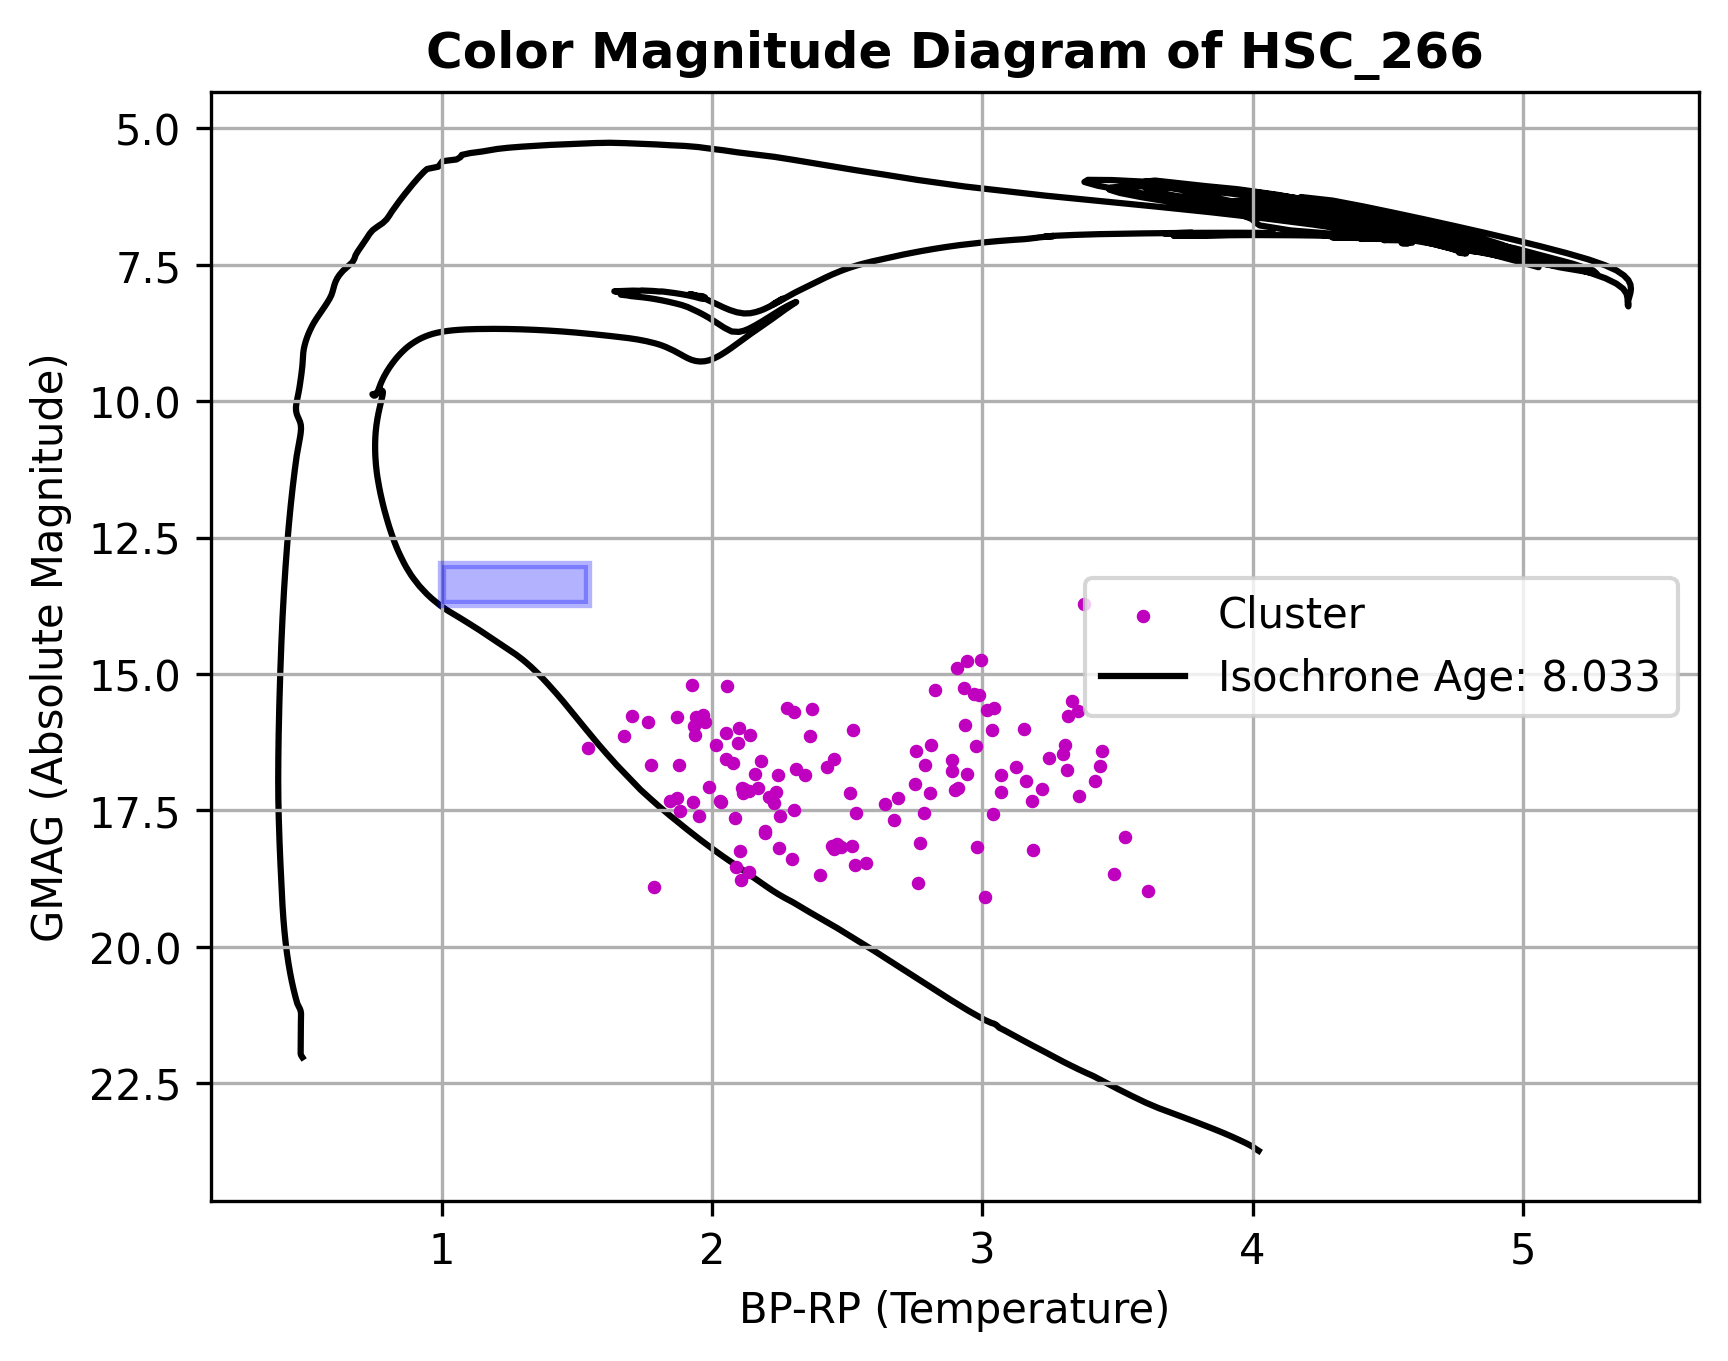 Color Magnitude Diagram of HSC_266
GMAG (Absolute Magnitude)
5.0
7.5
10.0
12.5
15.0
17.5
20.0
22.5
Cluster
Isochrone Age: 8.033
1 2 3 4 5
BP-RP (Temperature)